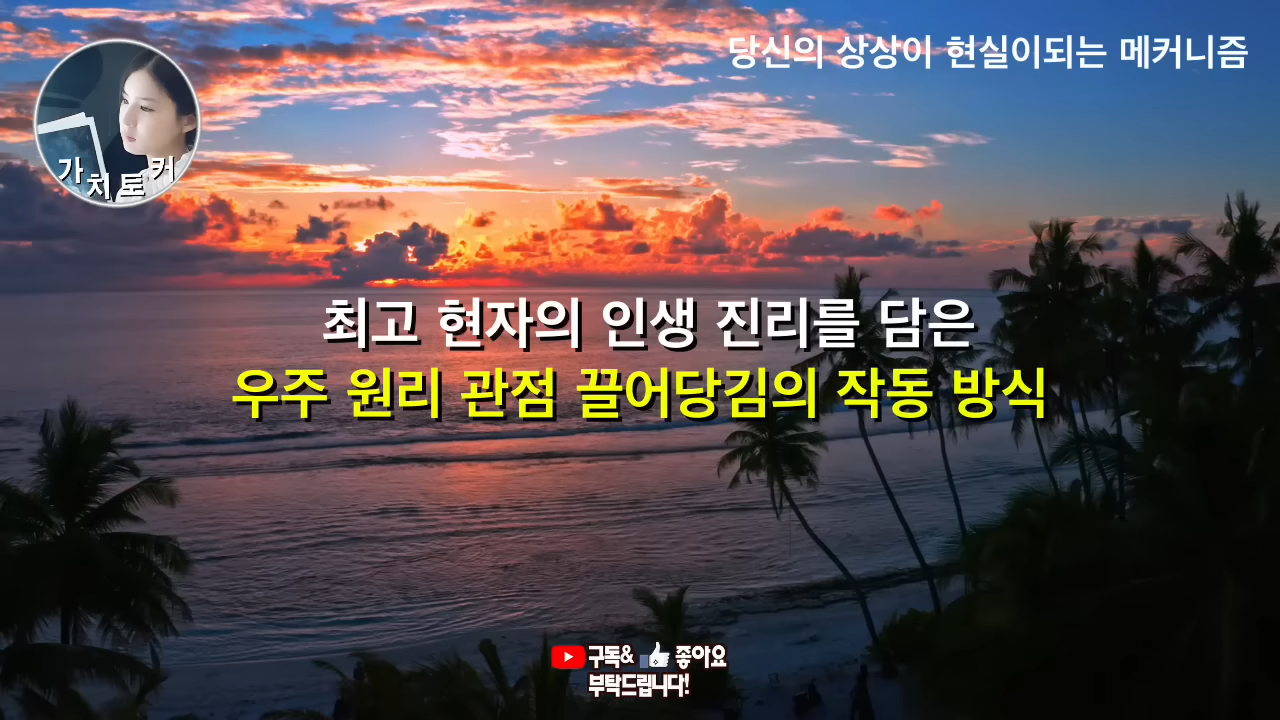 당신의 상상이 현실이되는 메커니즘
가치토커
최고 현자의 인생 진리를 담은
우주 원리 관점 끌어당김의 작동 방식
구독& 좋아요
부탁드립니다!